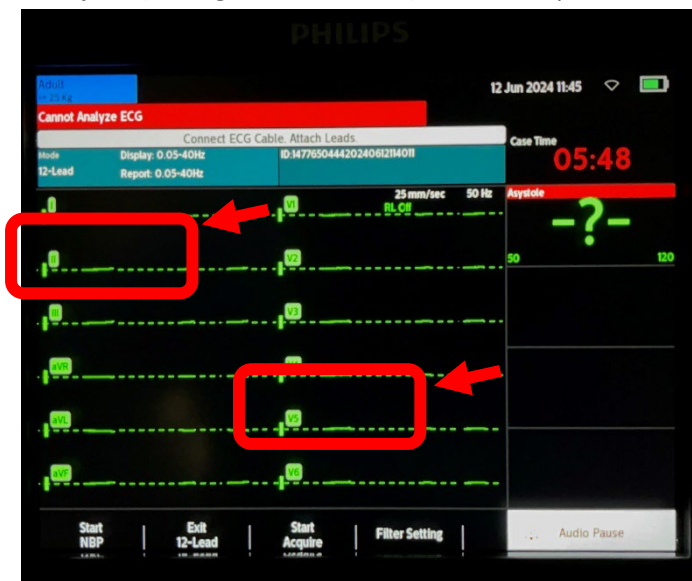 PHILIPS
Adult
12 Jun 2024 11:45
Cannot Analyze ECG
Connect ECG Cable. Attach Leads.
Case Time
05:48
Mode
12-Lead
Display: 0.05-40Hz
Report: 0.05-40Hz
ID:14776504442024061211401​1
25 mm/sec 50 Hz
RL Off
Asystole
-?-
50 120
I
II
III
aVR
aVL
aVF
V1
V2
V3
V5
V6
Start
NBP
Exit
12-Lead
Start
Acquire
Filter Setting
Audio Pause